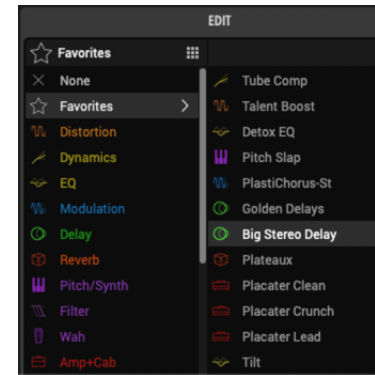 EDIT
Favorites
None
Favorites
Distortion
Dynamics
EQ
Modulation
Delay
Reverb
Pitch/Synth
Filter
Wah
Amp+Cab
Tube Comp
Talent Boost
Detox EQ
Pitch Slap
PlastiChorus-St
Golden Delays
Big Stereo Delay
Plateaux
Placater Clean
Placater Crunch
Placater Lead
Tilt